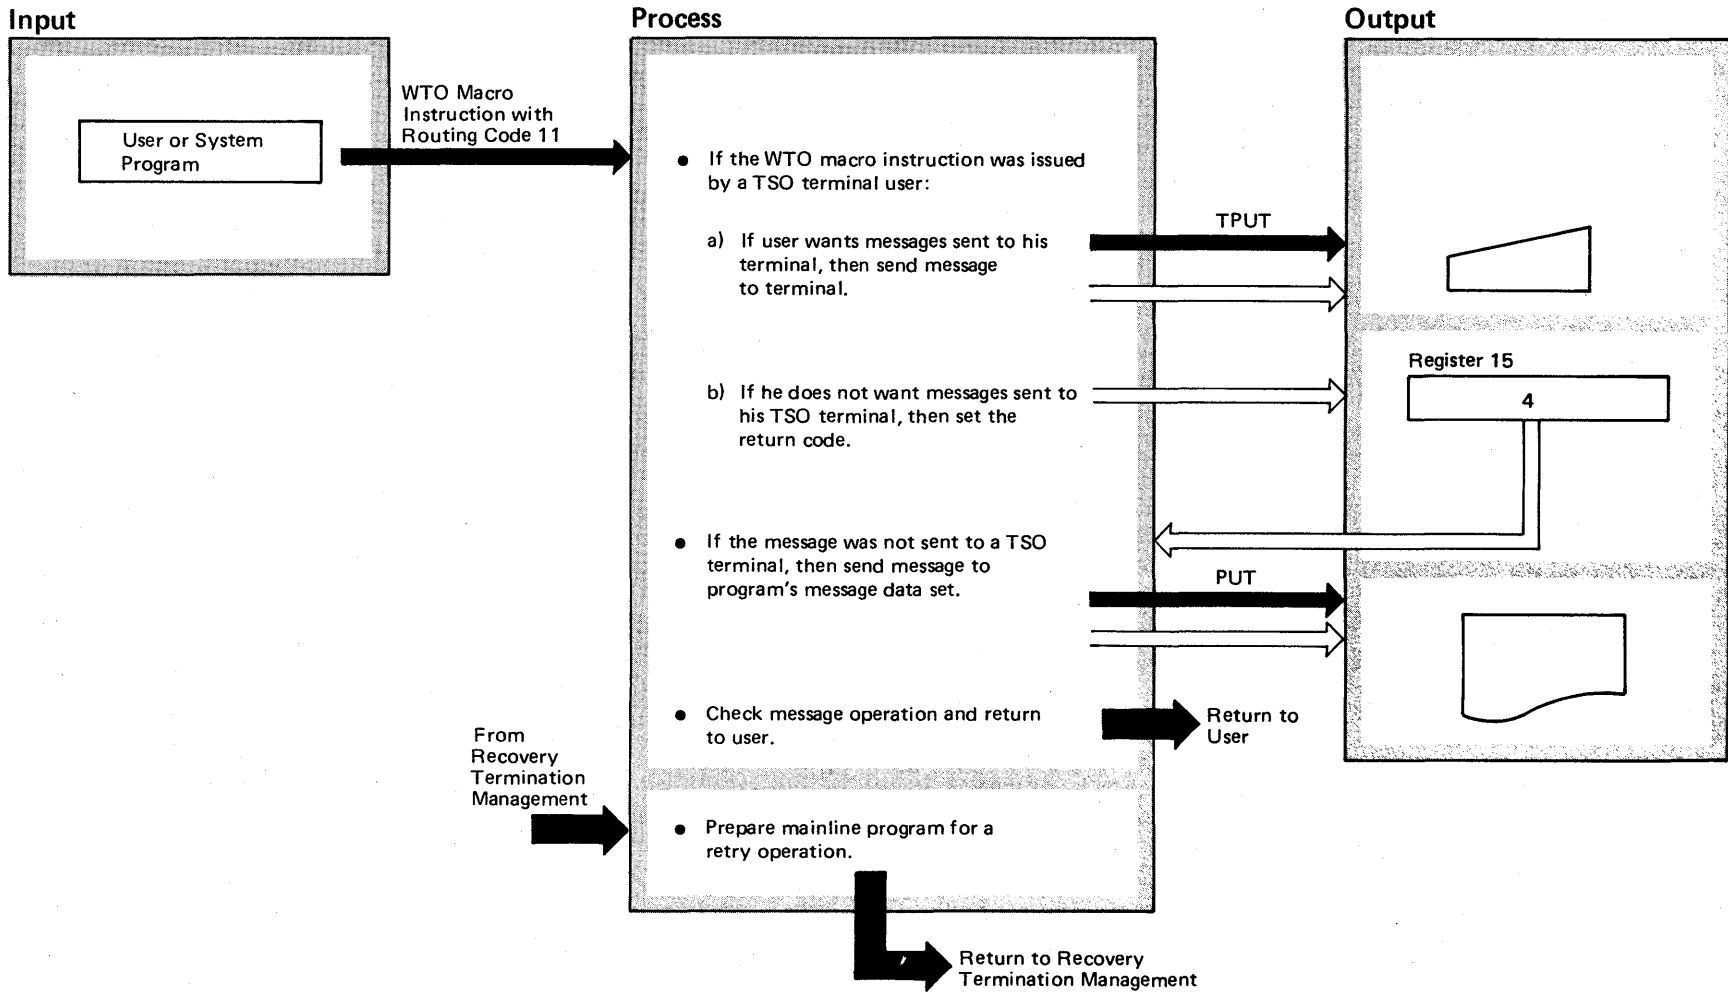 Input
User or System
Program
WTO Macro
Instruction with
Routing Code 11
Process
● If the WTO macro instruction was issued
by a TSO terminal user:
a) If user wants messages sent to his
terminal, then send message
to terminal.
b) If he does not want messages sent to
his TSO terminal, then set the
return code.
● If the message was not sent to a TSO
terminal, then send message to
program's message data set.
● Check message operation and return
to user.
From
Recovery
Termination
Management
● Prepare mainline program for a
retry operation.
Return to Recovery
Termination Management
Output
TPUT
Register 15
4
PUT
Return to
User